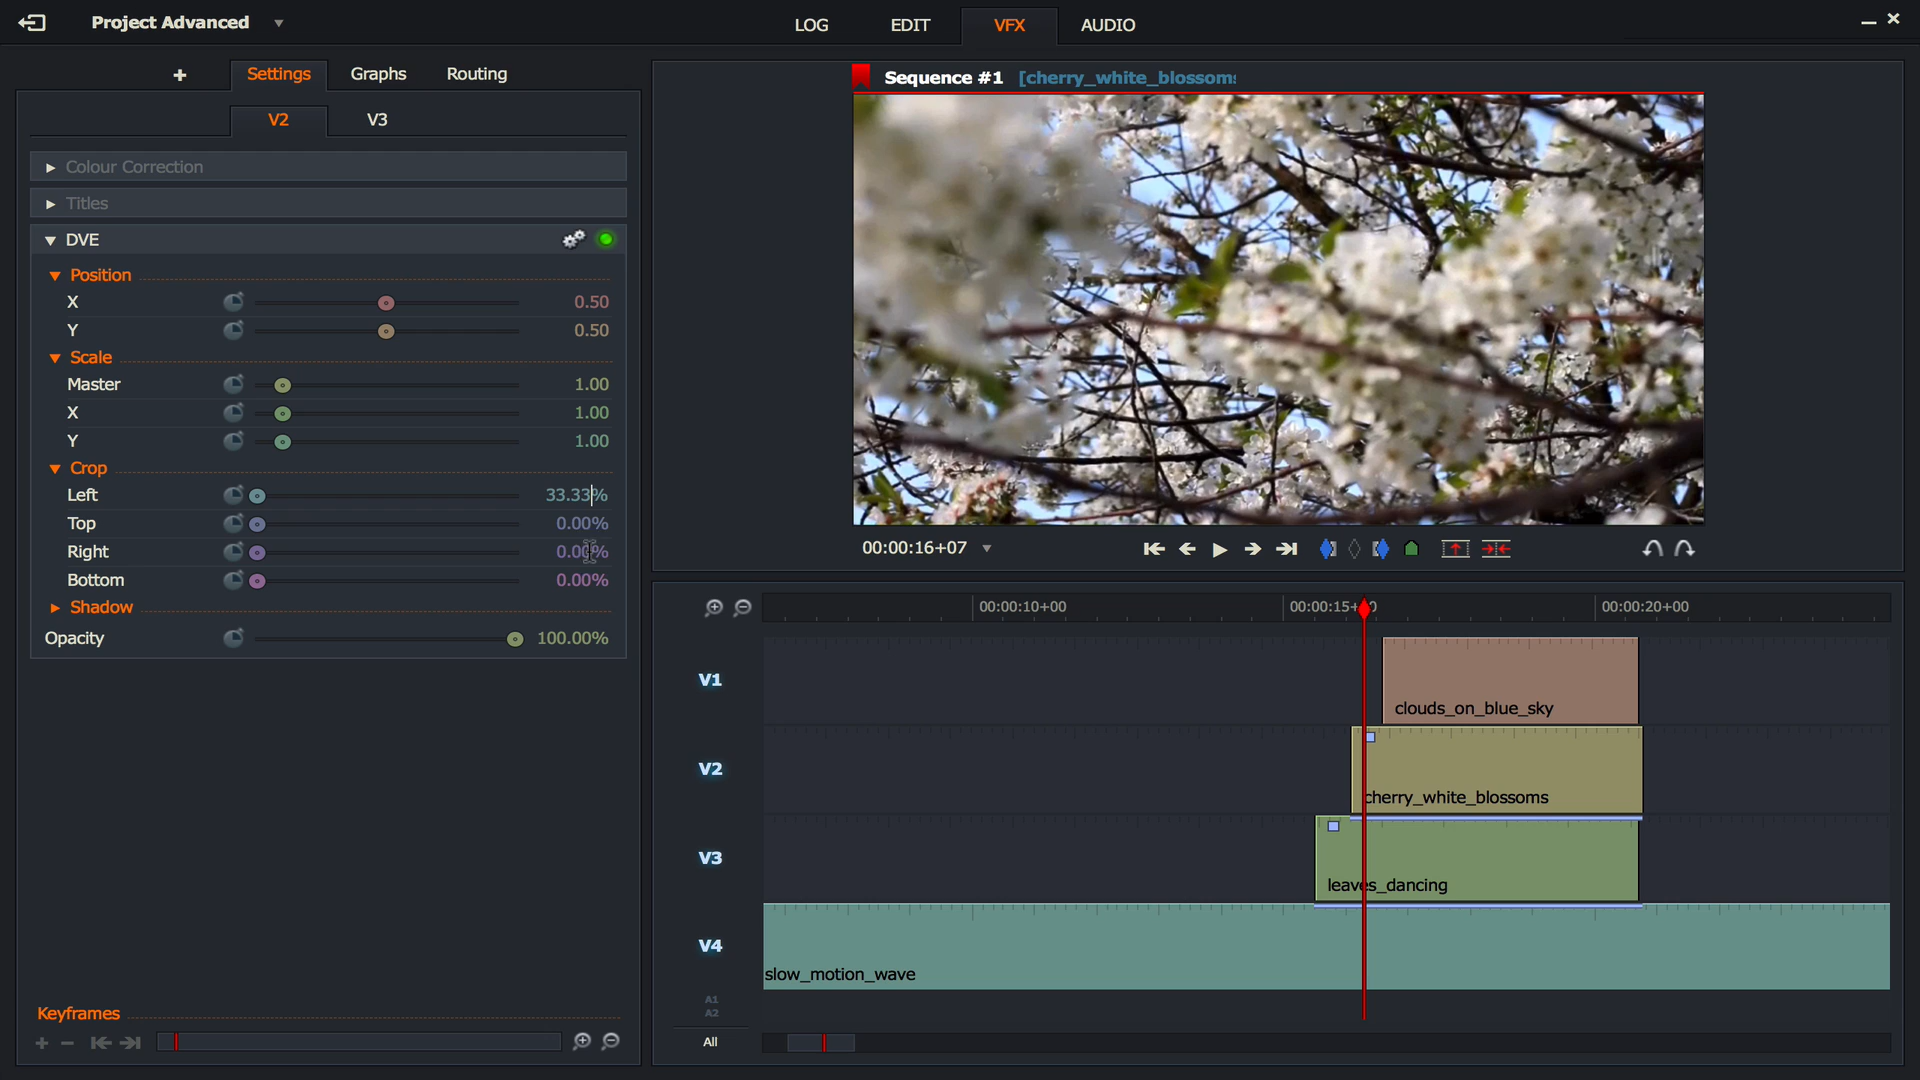 Project Advanced
LOG
EDIT
VFX
AUDIO
+
Settings
Graphs
Routing
V2
V3
Colour Correction
Titles
DVE
Position
X
0.50
Y
0.50
Scale
Master
1.00
X
1.00
Y
1.00
Crop
Left
33.33%
Top
0.00%
Right
0.00%
Bottom
0.00%
Shadow
Opacity
100.00%
Keyframes
Sequence #1
[cherry_white_blossoms
00:00:16+07
00:00:10+00
00:00:15+00
00:00:20+00
V1
clouds_on_blue_sky
V2
cherry_white_blossoms
V3
leaves_dancing
V4
slow_motion_wave
A1
A2
All